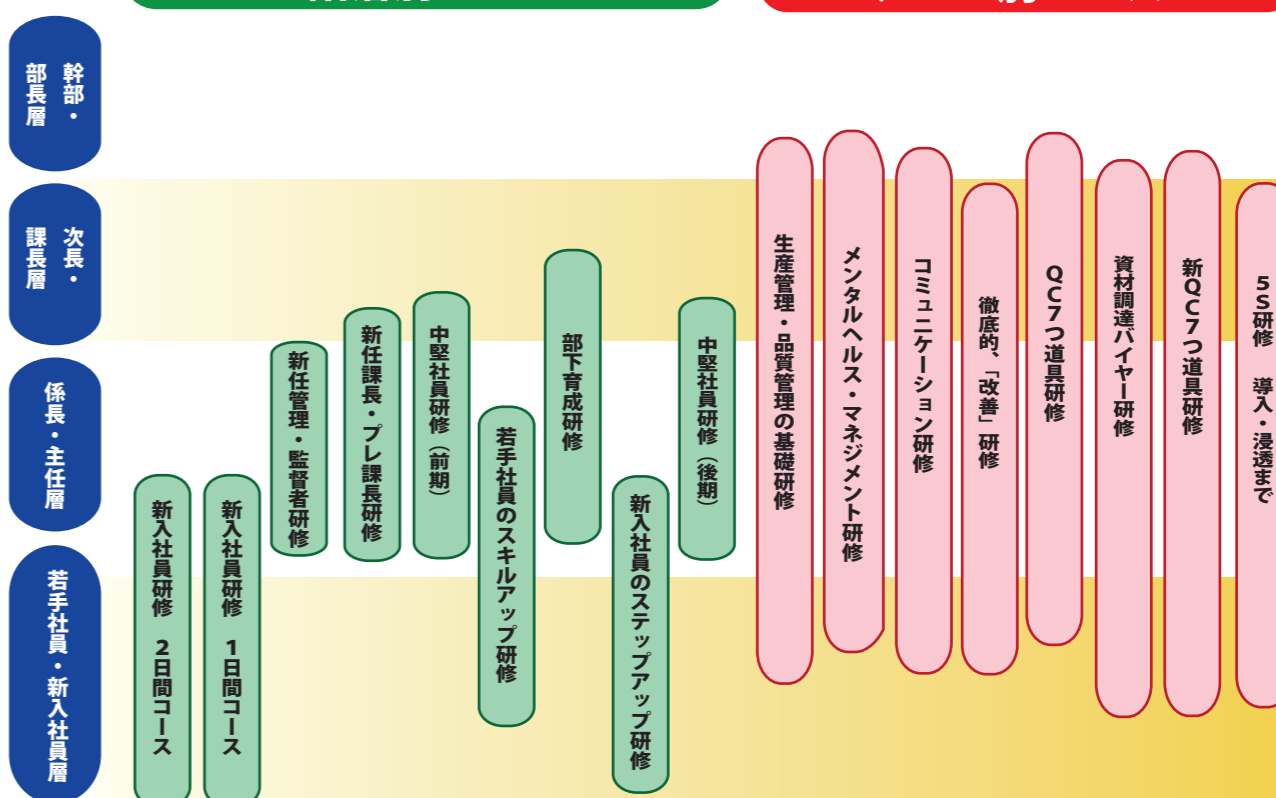 幹部・
部長層
次長・
課長層
係長・主任層
若手社員・新入社員層
新入社員研修　2日間コース
新入社員研修　1日間コース
新任管理・監督者研修
新任課長・プレ課長研修
中堅社員研修（前期）
若手社員のスキルアップ研修
部下育成研修
新入社員のステップアップ研修
中堅社員研修（後期）
生産管理・品質管理の基礎研修
メンタルヘルス・マネジメント研修
コミュニケーション研修
徹底的、「改善」研修
QC7つ道具研修
資材調達バイヤー研修
新QC7つ道具研修
5S研修　導入・浸透まで